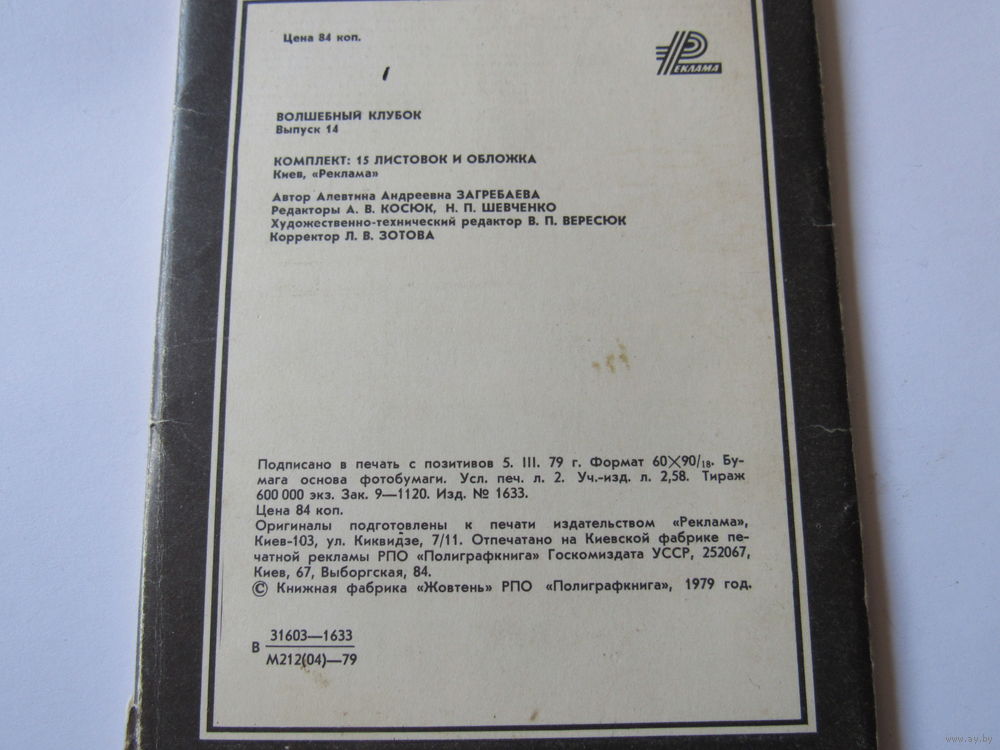 Цена 84 коп.
РЕКЛАМА
ВОЛШЕБНЫЙ КЛУБОК
Выпуск 14
КОМПЛЕКТ: 15 ЛИСТОВОК И ОБЛОЖКА
Киев, «Реклама»
Автор Алевтина Андреевна ЗАГРЕБАЕВА
Редакторы А. В. КОСЮК, Н. П. ШЕВЧЕНКО
Художественно-технический редактор В. П. ВЕРЕСЮК
Корректор Л. В. ЗОТОВА
Подписано в печать с позитивов 5. III. 79 г. Формат 60×90/18. Бу-
мага основа фотобумаги. Усл. печ. л. 2. Уч.-изд. л. 2,58. Тираж
600 000 экз. Зак. 9—1120. Изд. № 1633.
Цена 84 коп.
Оригиналы подготовлены к печати издательством «Реклама»,
Киев-103, ул. Киквидзе, 7/11. Отпечатано на Киевской фабрике пе-
чатной рекламы РПО «Полиграфкнига» Госкомиздата УССР, 252067,
Киев, 67, Выборгская, 84.
© Книжная фабрика «Жовтень» РПО «Полиграфкнига», 1979 год.
В 31603—1633
М212(04)—79
www.ay.by